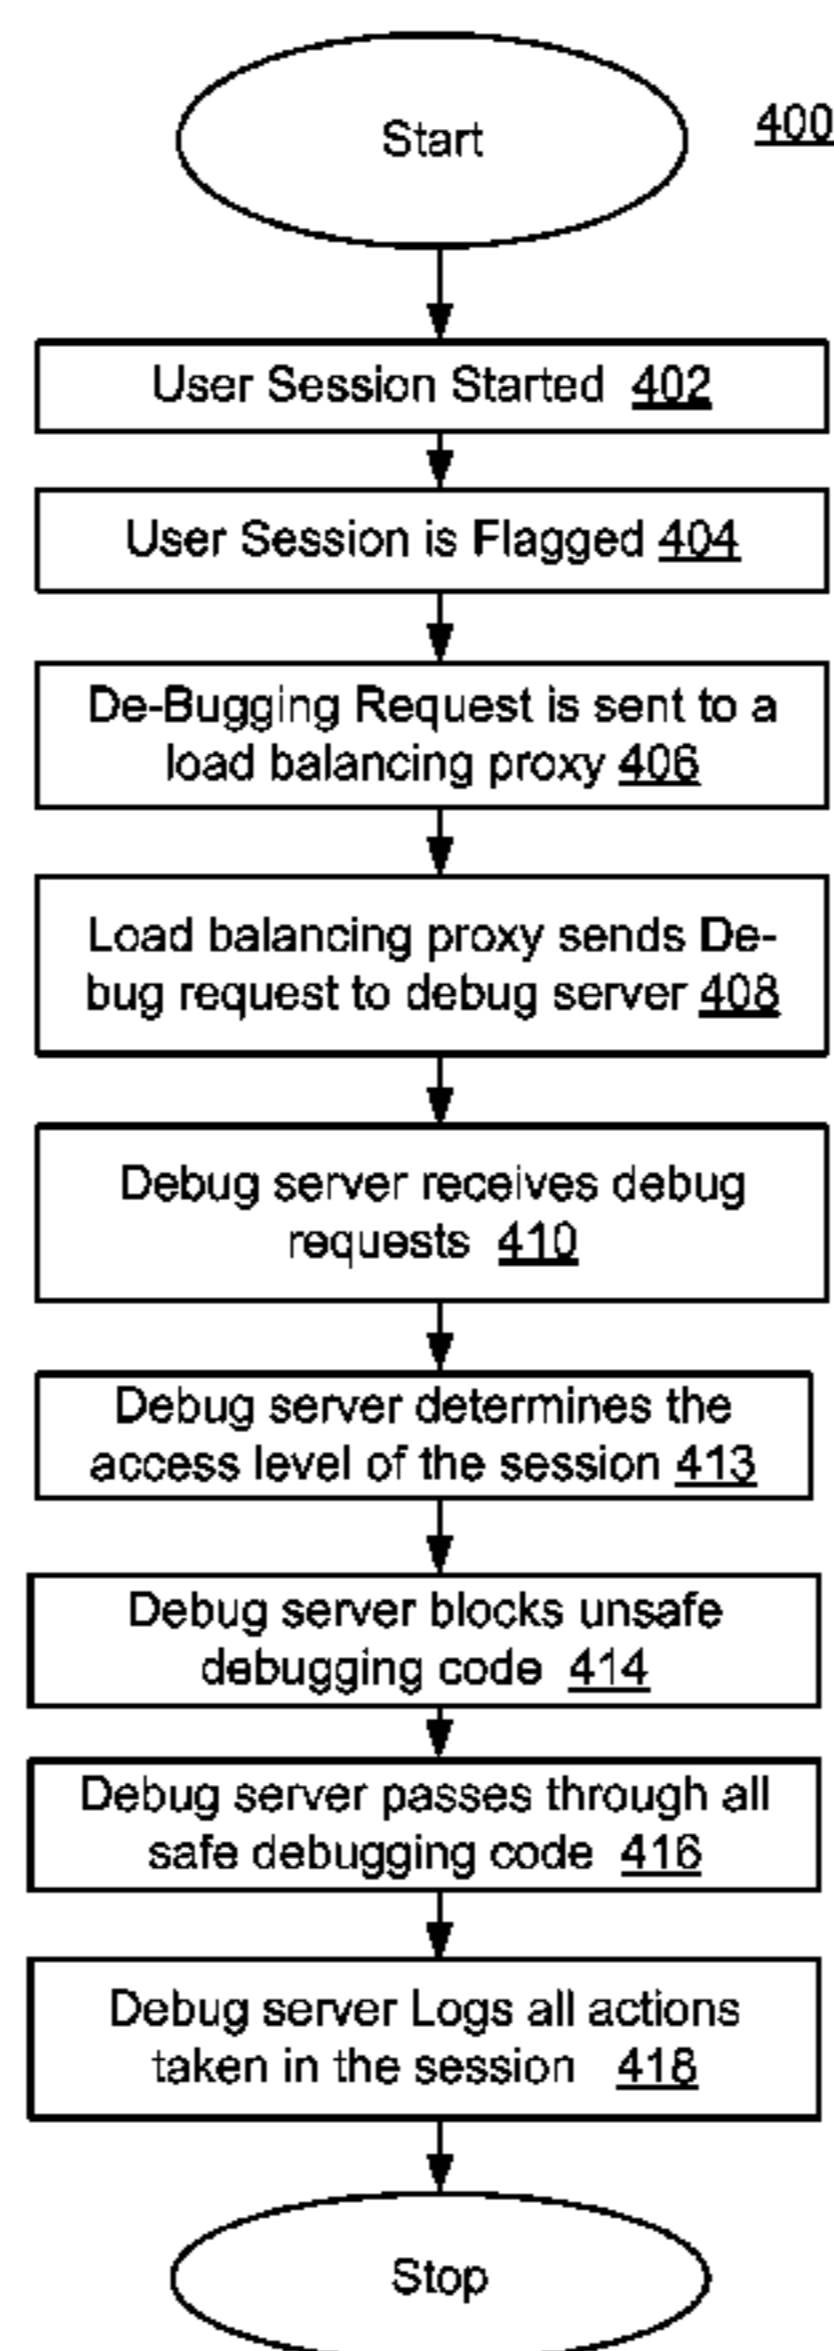 Start
400
User Session Started 402
User Session is Flagged 404
De-Bugging Request is sent to a
load balancing proxy 406
Load balancing proxy sends De-
bug request to debug server 408
Debug server receives debug
requests 410
Debug server determines the
access level of the session 413
Debug server blocks unsafe
debugging code 414
Debug server passes through all
safe debugging code 416
Debug server Logs all actions
taken in the session 418
Stop